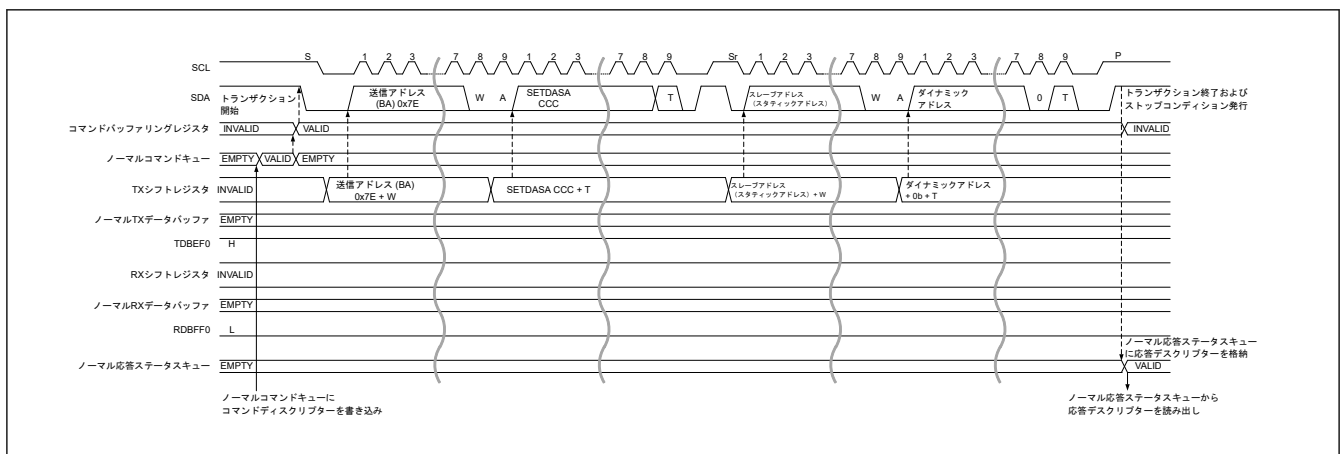 S 1 2 3 7 8 9 1 2 3 7 8 9 Sr 1 2 3 7 8 9 1 2 3 7 8 9 P
SCL
SDA
トランザクション
開始
送信アドレス
(BA) 0x7E
W A
SETDASA
CCC
T
スレーブアドレス
(スタティックアドレス)
W A
ダイナミック
アドレス
0 T
トランザクション終了および
ストップコンディション発行
コマンドバッファリングレジスタ INVALID VALID INVALID
ノーマルコマンドキュー EMPTY VALID EMPTY
TXシフトレジスタ INVALID
送信アドレス (BA)
0x7E + W
SETDASA CCC + T
スレーブアドレス
(スタティックアドレス) + W
ダイナミックアドレス
+ 0b + T
ノーマルTXデータバッファ EMPTY
TDBEF0 H
RXシフトレジスタ INVALID
ノーマルRXデータバッファ EMPTY
RDBFF0 L
ノーマル応答ステータスキュー
に応答デスクリプターを格納
ノーマル応答ステータスキュー EMPTY VALID
ノーマルコマンドキューに
コマンドディスクリプターを書き込み
ノーマル応答ステータスキューから
応答デスクリプターを読み出し